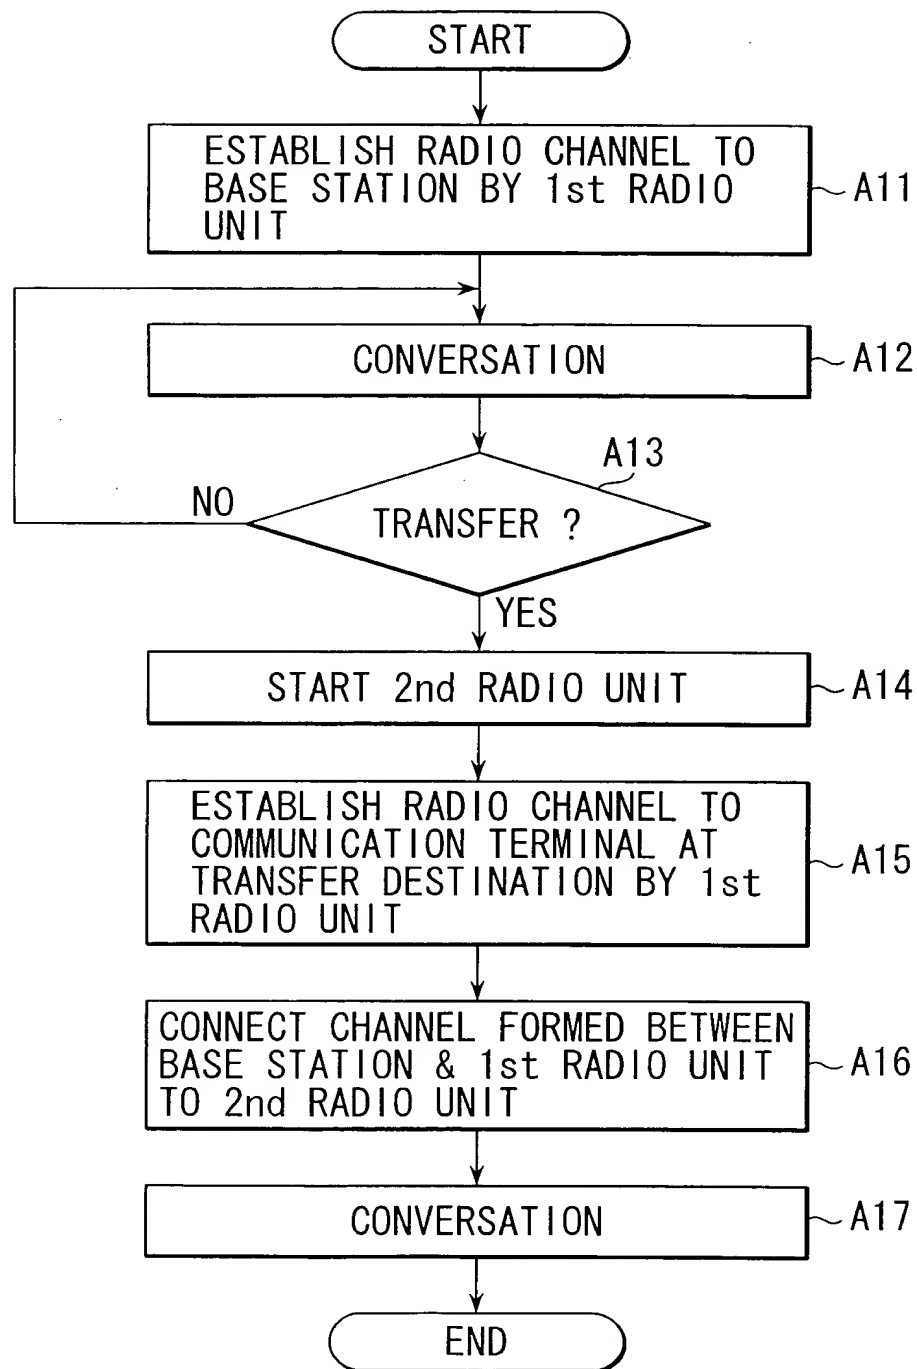 START
ESTABLISH RADIO CHANNEL TO
BASE STATION BY 1st RADIO
UNIT
A11
CONVERSATION
A12
A13
TRANSFER ?
NO
YES
START 2nd RADIO UNIT
A14
ESTABLISH RADIO CHANNEL TO
COMMUNICATION TERMINAL AT
TRANSFER DESTINATION BY 1st
RADIO UNIT
A15
CONNECT CHANNEL FORMED BETWEEN
BASE STATION & 1st RADIO UNIT
TO 2nd RADIO UNIT
A16
CONVERSATION
A17
END